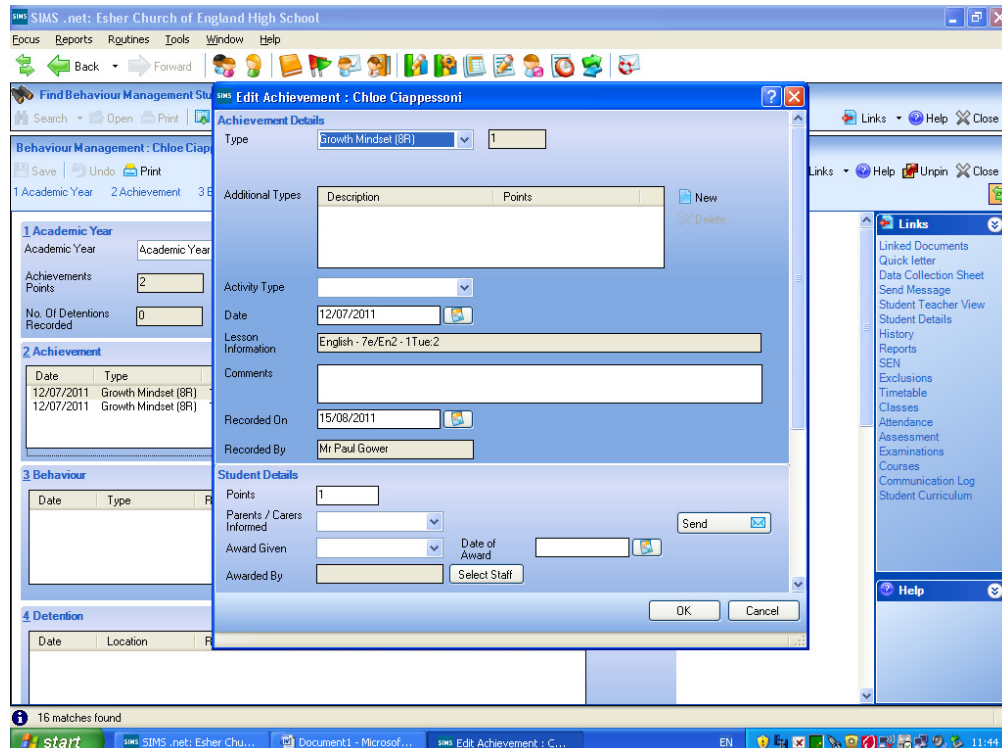 SIMS .net: Esher Church of England High School
Focus Reports Routines Tools Window Help
Back Forward
Find Behaviour Management Stu
Search Open Print
Links Help Close
Behaviour Management : Chloe Ciap
Save Undo Print
Links Help Unpin Close
1 Academic Year 2 Achievement 3
1 Academic Year
Academic Year Academic Year
Achievements Points 2
No. Of Detentions Recorded 0
2 Achievement
Date Type
12/07/2011 Growth Mindset (8R)
12/07/2011 Growth Mindset (8R)
3 Behaviour
Date Type R
4 Detention
Date Location R
SIMS Edit Achievement : Chloe Ciappessoni
Achievement Details
Type Growth Mindset (8R) 1
Additional Types Description Points New
Delete
Activity Type
Date 12/07/2011
Lesson Information English - 7e/En2 - 1Tue:2
Comments
Recorded On 15/08/2011
Recorded By Mr Paul Gower
Student Details
Points 1
Parents / Carers Informed Send
Award Given Date of Award
Awarded By Select Staff
OK Cancel
Links
Linked Documents
Quick letter
Data Collection Sheet
Send Message
Student Teacher View
Student Details
History
Reports
SEN
Exclusions
Timetable
Classes
Attendance
Assessment
Examinations
Courses
Communication Log
Student Curriculum
Help
16 matches found
start SIMS SIMS .net: Esher Chu... Document1 - Microsof... SIMS Edit Achievement : C... EN 11:44